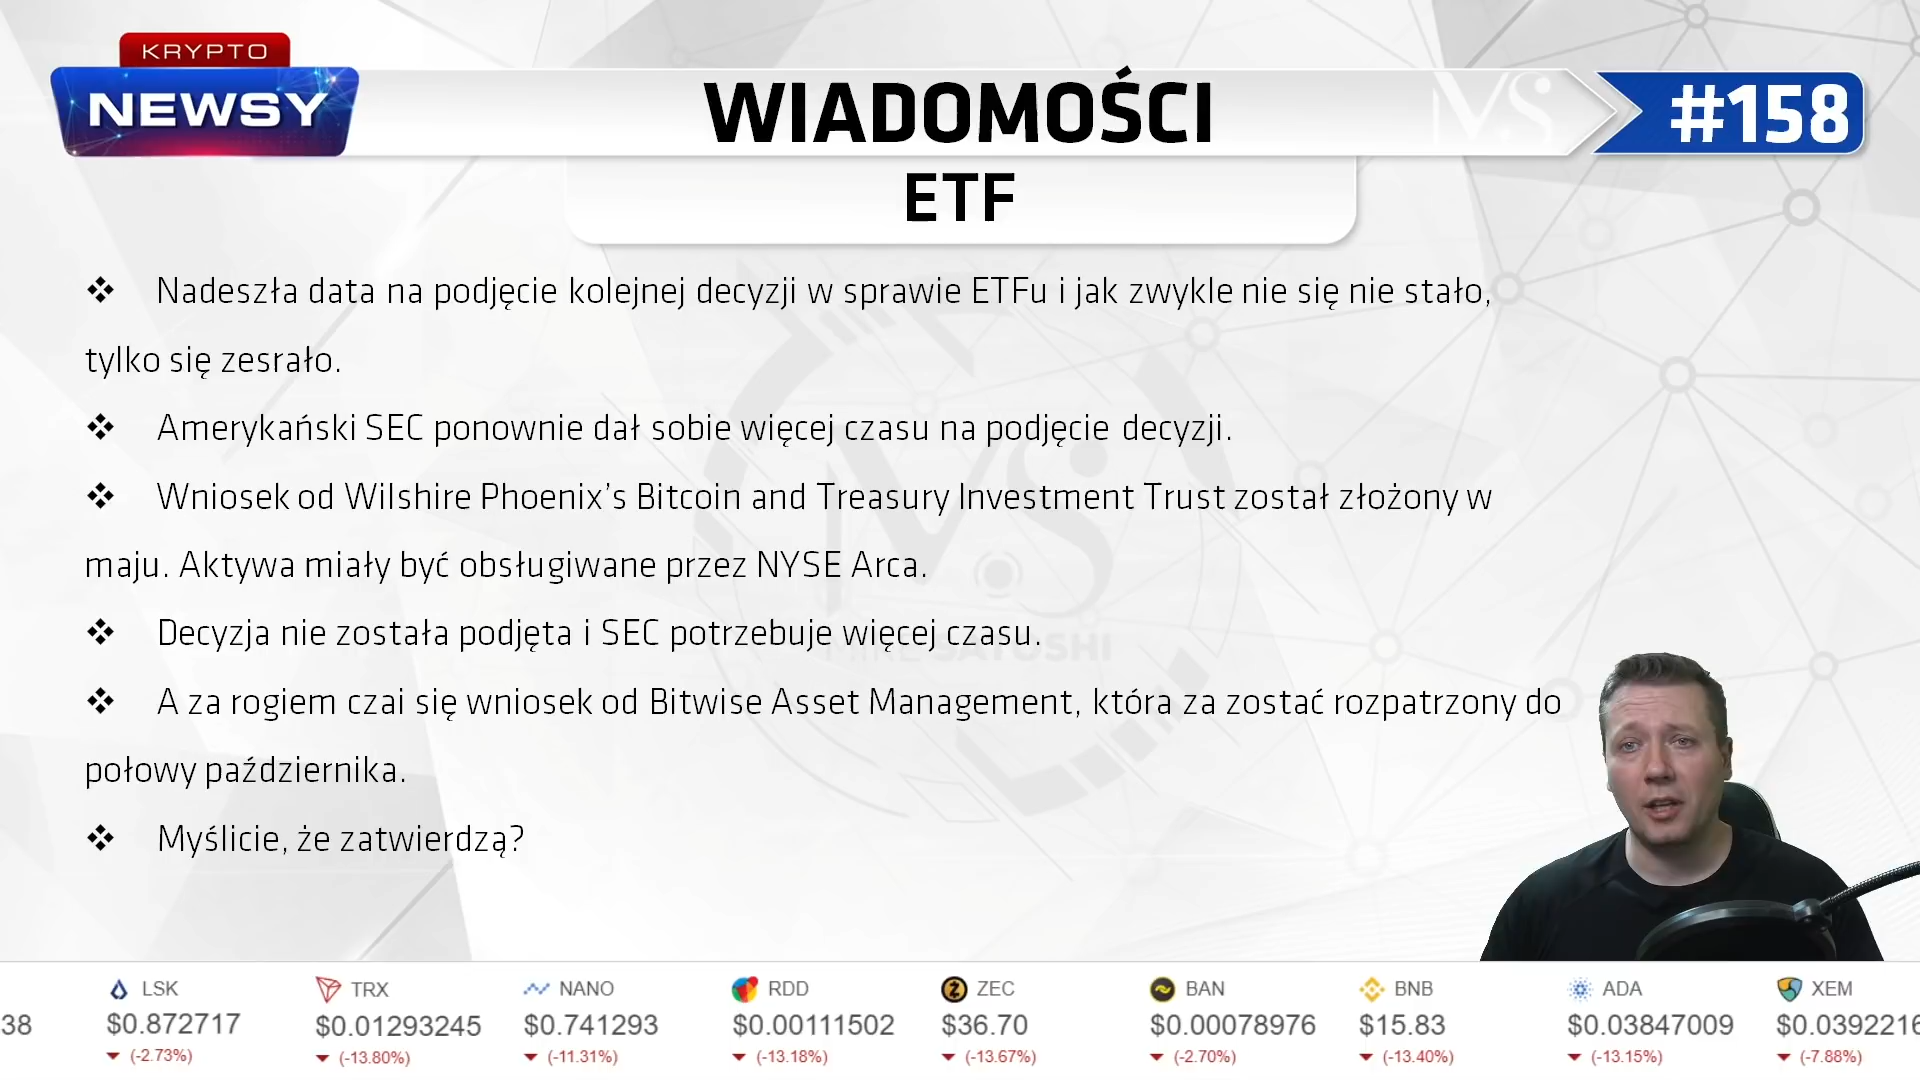 KRYPTO
NEWSY
WIADOMOŚCI
#158
ETF
❖ Nadeszła data na podjęcie kolejnej decyzji w sprawie ETFu i jak zwykle nie się nie stało,
tylko się zesrało.
❖ Amerykański SEC ponownie dał sobie więcej czasu na podjęcie decyzji.
❖ Wniosek od Wilshire Phoenix’s Bitcoin and Treasury Investment Trust został złożony w
maju. Aktywa miały być obsługiwane przez NYSE Arca.
❖ Decyzja nie została podjęta i SEC potrzebuje więcej czasu.
❖ A za rogiem czai się wniosek od Bitwise Asset Management, która za zostać rozpatrzony do
połowy października.
❖ Myślicie, że zatwierdzą?
MIKE SATOSHI
LSK TRX NANO RDD ZEC BAN BNB ADA XEM
38 $0.872717 $0.01293245 $0.741293 $0.00111502 $36.70 $0.00078976 $15.83 $0.03847009 $0.0392216
(-2.73%) (-13.80%) (-11.31%) (-13.18%) (-13.67%) (-2.70%) (-13.40%) (-13.15%) (-7.88%)